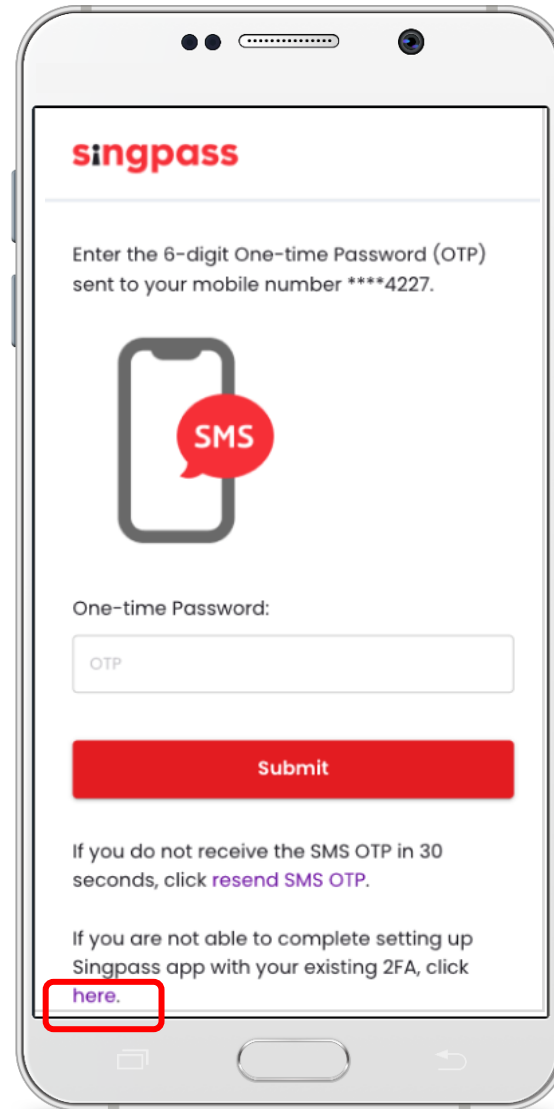 singpass
Enter the 6-digit One-time Password (OTP)
sent to your mobile number ****4227.
SMS
One-time Password:
OTP
Submit
If you do not receive the SMS OTP in 30
seconds, click resend SMS OTP.
If you are not able to complete setting up
Singpass app with your existing 2FA, click
here.